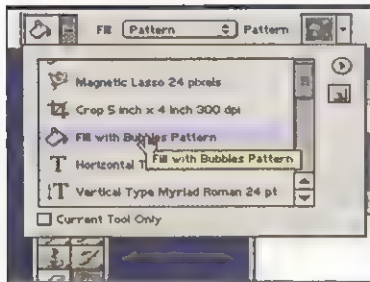 Fill Pattern Pattern
Magnetic Lasso 24 pixels
Crop 5 inch x 4 inch 300 dpi
Fill with Bubbles Pattern
Horizontal T
Fill with Bubbles Pattern
Vertical Type Myriad Roman 24 pt
Current Tool Only